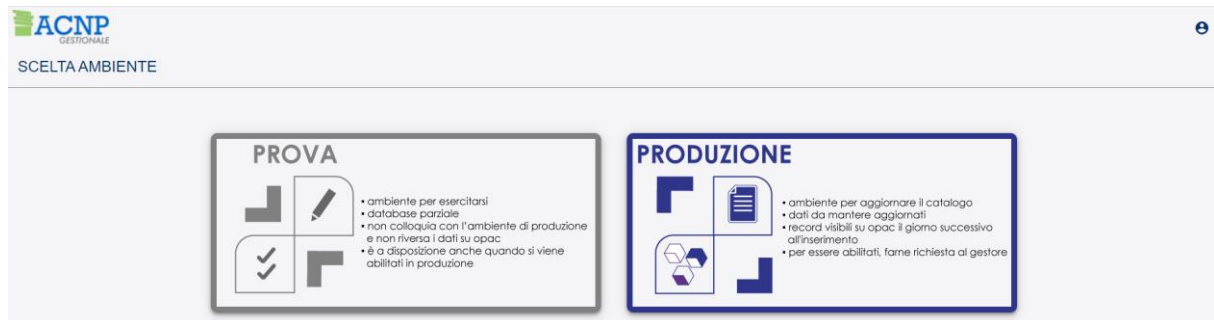 ACNP
GESTIONALE
SCELTA AMBIENTE
PROVA
• ambiente per esercitarsi
• database parziale
• non colloquia con l'ambiente di produzione
e non riversa i dati su opac
• è a disposizione anche quando si viene
abilitati in produzione
PRODUZIONE
• ambiente per aggiornare il catalogo
• dati da mantere aggiornati
• record visibili su opac il giorno successivo
all'inserimento
• per essere abilitati, farne richiesta al gestore